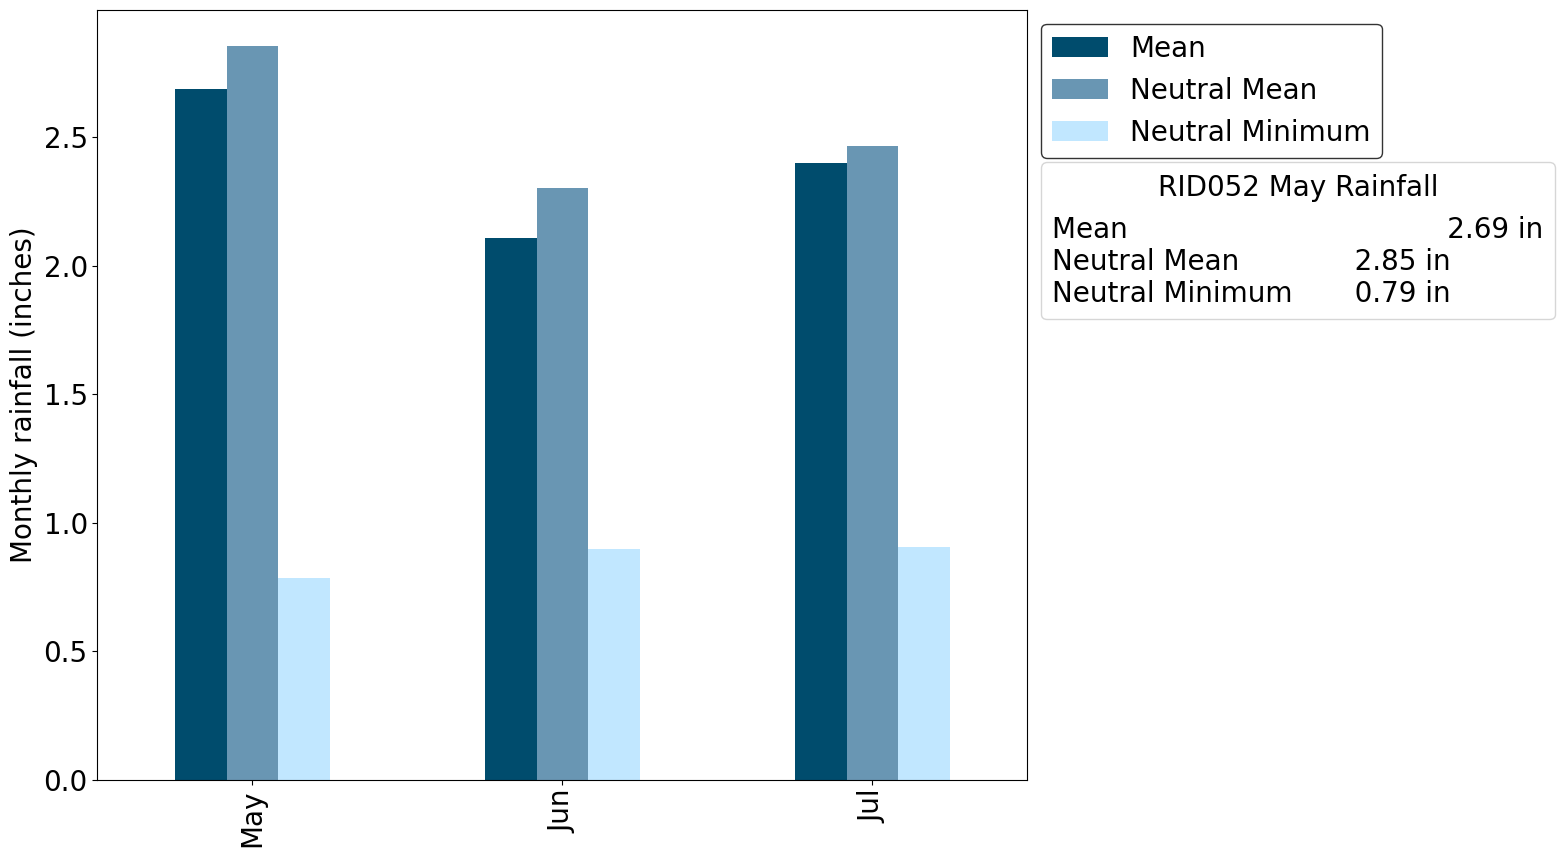 Monthly rainfall (inches)
2.5
2.0
1.5
1.0
0.5
0.0
May
Jun
Jul
Mean
Neutral Mean
Neutral Minimum
RID052 May Rainfall
Mean 2.69 in
Neutral Mean 2.85 in
Neutral Minimum 0.79 in